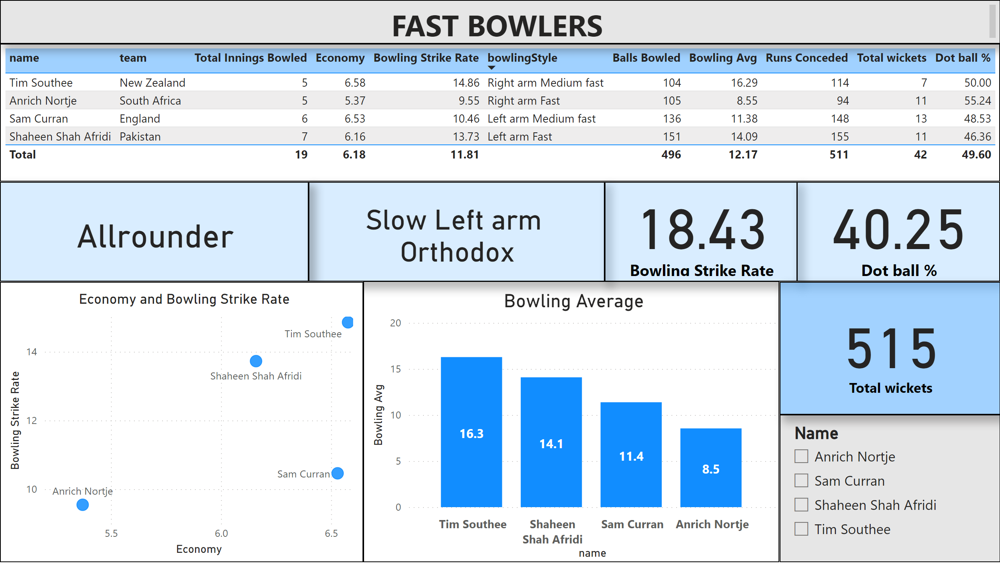 FAST BOWLERS
name team Total Innings Bowled Economy Bowling Strike Rate bowlingStyle Balls Bowled Bowling Avg Runs Conceded Total wickets Dot ball %
Tim Southee New Zealand 5 6.58 14.86 Right arm Medium fast 104 16.29 114 7 50.00
Anrich Nortje South Africa 5 5.37 9.55 Right arm Fast 105 8.55 94 11 55.24
Sam Curran England 6 6.53 10.46 Left arm Medium fast 136 11.38 148 13 48.53
Shaheen Shah Afridi Pakistan 7 6.16 13.73 Left arm Fast 151 14.09 155 11 46.36
Total 19 6.18 11.81 496 12.17 511 42 49.60
Allrounder
Slow Left arm
Orthodox
18.43
Bowling Strike Rate
40.25
Dot ball %
Economy and Bowling Strike Rate
Bowling Strike Rate
14
12
10
Tim Southee
Shaheen Shah Afridi
Sam Curran
Anrich Nortje
5.5 6.0 6.5
Economy
Bowling Average
Bowling Avg
20
15
10
5
0
16.3
14.1
11.4
8.5
Tim Southee
Shaheen
Shah Afridi
Sam Curran
Anrich Nortje
name
515
Total wickets
Name
Anrich Nortje
Sam Curran
Shaheen Shah Afridi
Tim Southee